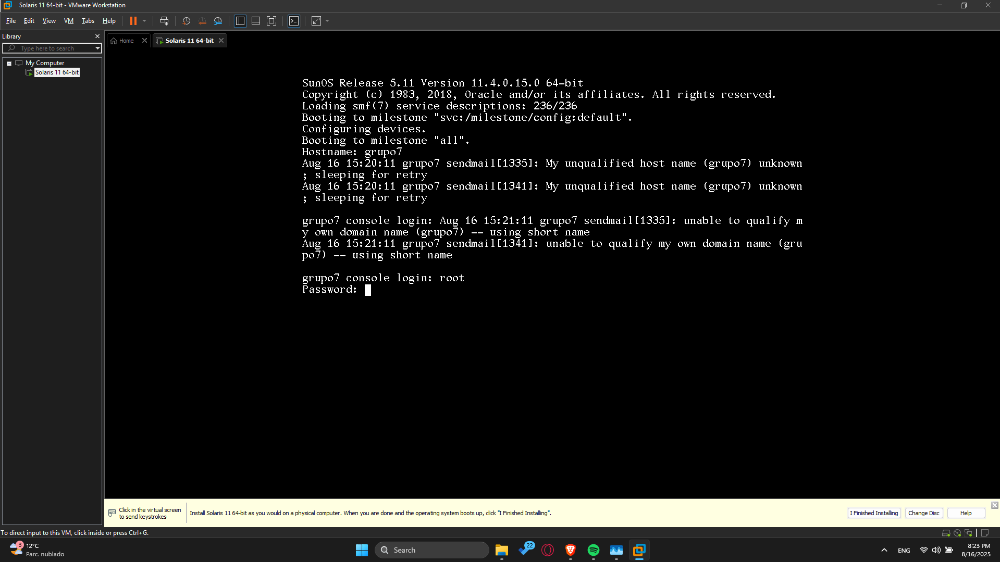 Solaris 11 64-bit - VMware Workstation
File Edit View VM Tabs Help
Library
Type here to search
My Computer
Solaris 11 64-bit
Home
Solaris 11 64-bit
SunOS Release 5.11 Version 11.4.0.15.0 64-bit
Copyright (c) 1983, 2018, Oracle and/or its affiliates. All rights reserved.
Loading smf(7) service descriptions: 236/236
Booting to milestone "svc:/milestone/config:default".
Configuring devices.
Booting to milestone "all".
Hostname: grupo7
Aug 16 15:20:11 grupo7 sendmail[1335]: My unqualified host name (grupo7) unknown
; sleeping for retry
Aug 16 15:20:11 grupo7 sendmail[1341]: My unqualified host name (grupo7) unknown
; sleeping for retry
grupo7 console login: Aug 16 15:21:11 grupo7 sendmail[1335]: unable to qualify m
y own domain name (grupo7) -- using short name
Aug 16 15:21:11 grupo7 sendmail[1341]: unable to qualify my own domain name (gru
po7) -- using short name
grupo7 console login: root
Password:
Click in the virtual screen
to send keystrokes
Install Solaris 11 64-bit as you would on a physical computer. When you are done and the operating system boots up, click "I Finished Installing".
I Finished Installing
Change Disc
Help
To direct input to this VM, click inside or press Ctrl+G.
3
12°C
Parc. nublado
Search
22
ENG
8:23 PM
8/16/2025